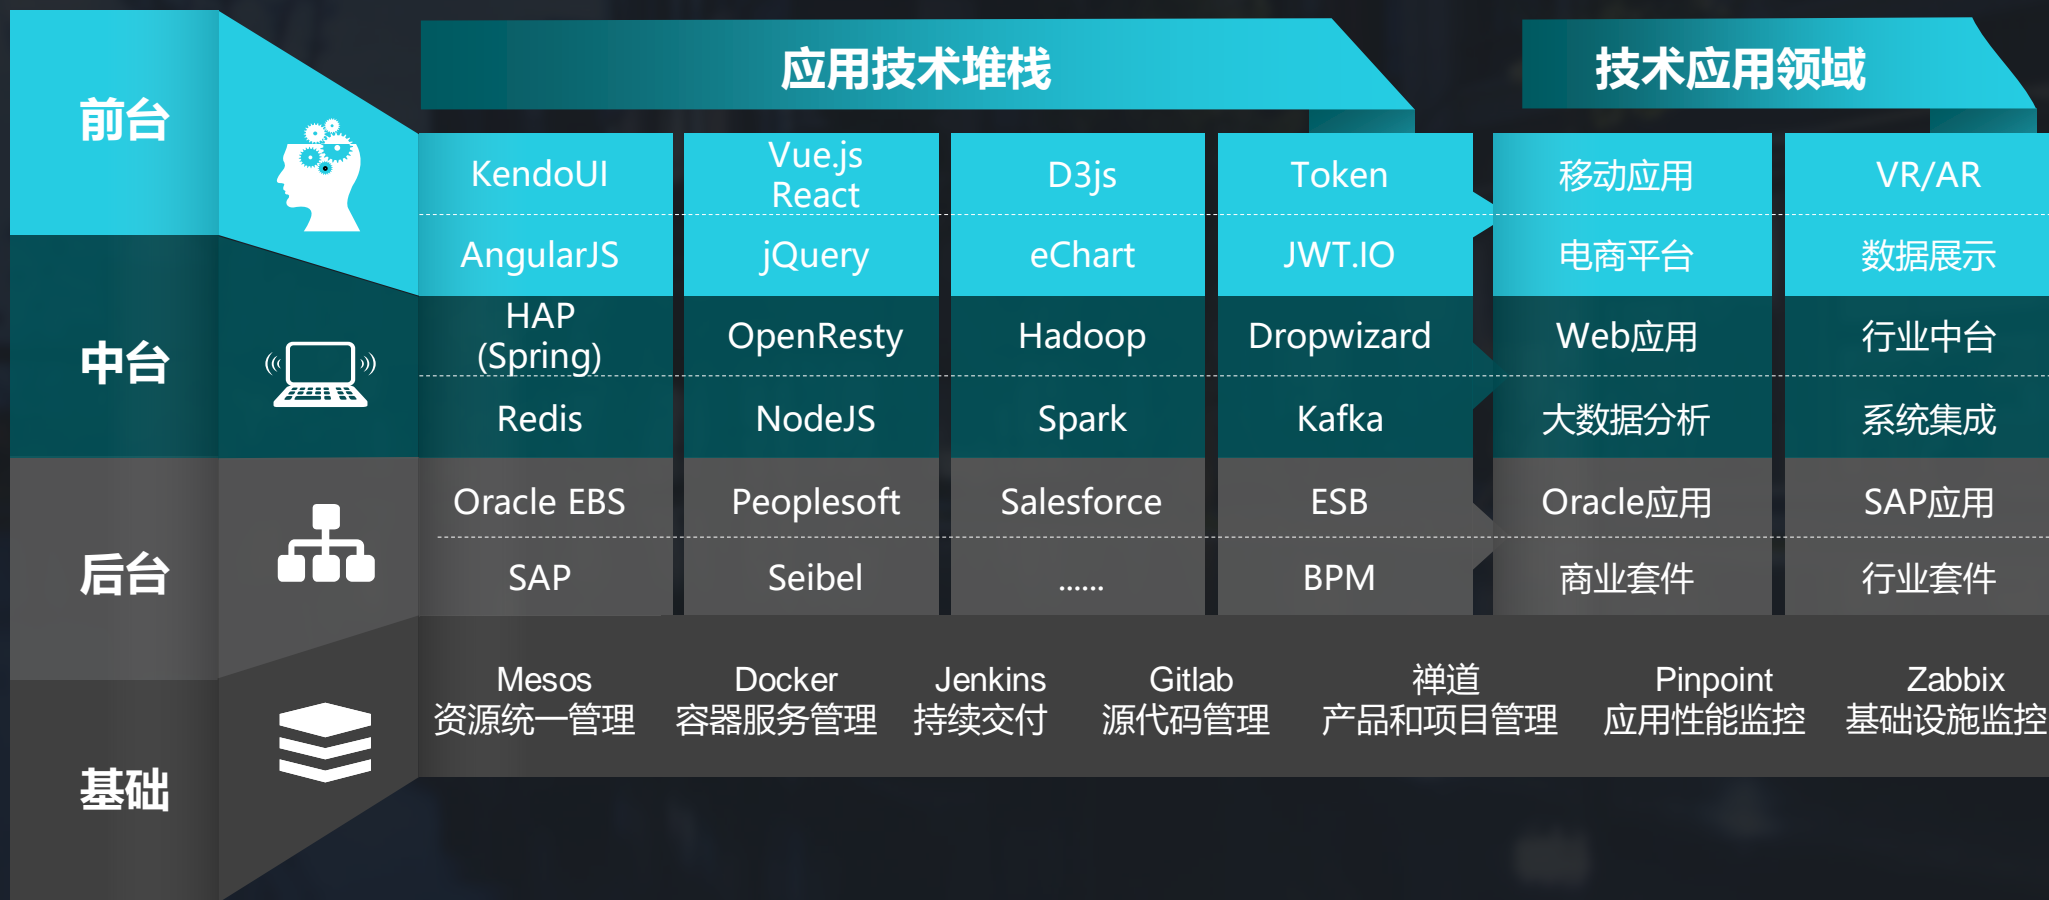 应用技术堆栈
技术应用领域
前台
KendoUI
Vue.js
React
D3js
Token
移动应用
VR/AR
AngularJS
jQuery
eChart
JWT.IO
电商平台
数据展示
中台
HAP
(Spring)
OpenResty
Hadoop
Dropwizard
Web应用
行业中台
Redis
NodeJS
Spark
Kafka
大数据分析
系统集成
后台
Oracle EBS
Peoplesoft
Salesforce
ESB
Oracle应用
SAP应用
SAP
Seibel
......
BPM
商业套件
行业套件
基础
Mesos
资源统一管理
Docker
容器服务管理
Jenkins
持续交付
Gitlab
源代码管理
禅道
产品和项目管理
Pinpoint
应用性能监控
Zabbix
基础设施监控